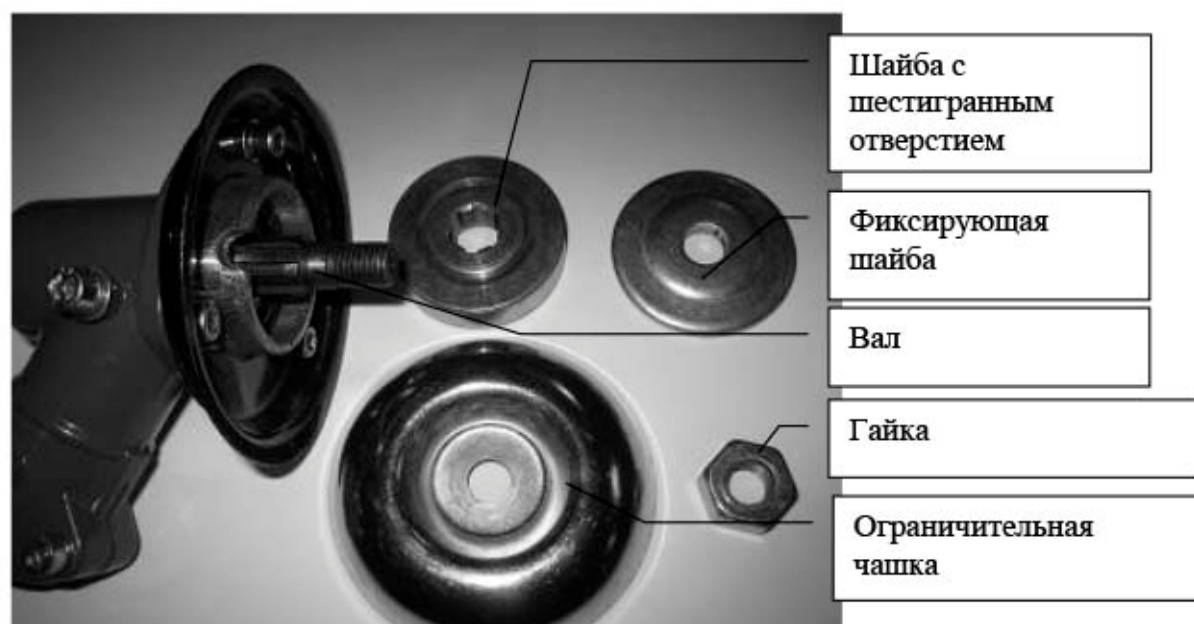 Шайба с
шестигранным
отверстием
Фиксирующая
шайба
Вал
Гайка
Ограничительная
чашка